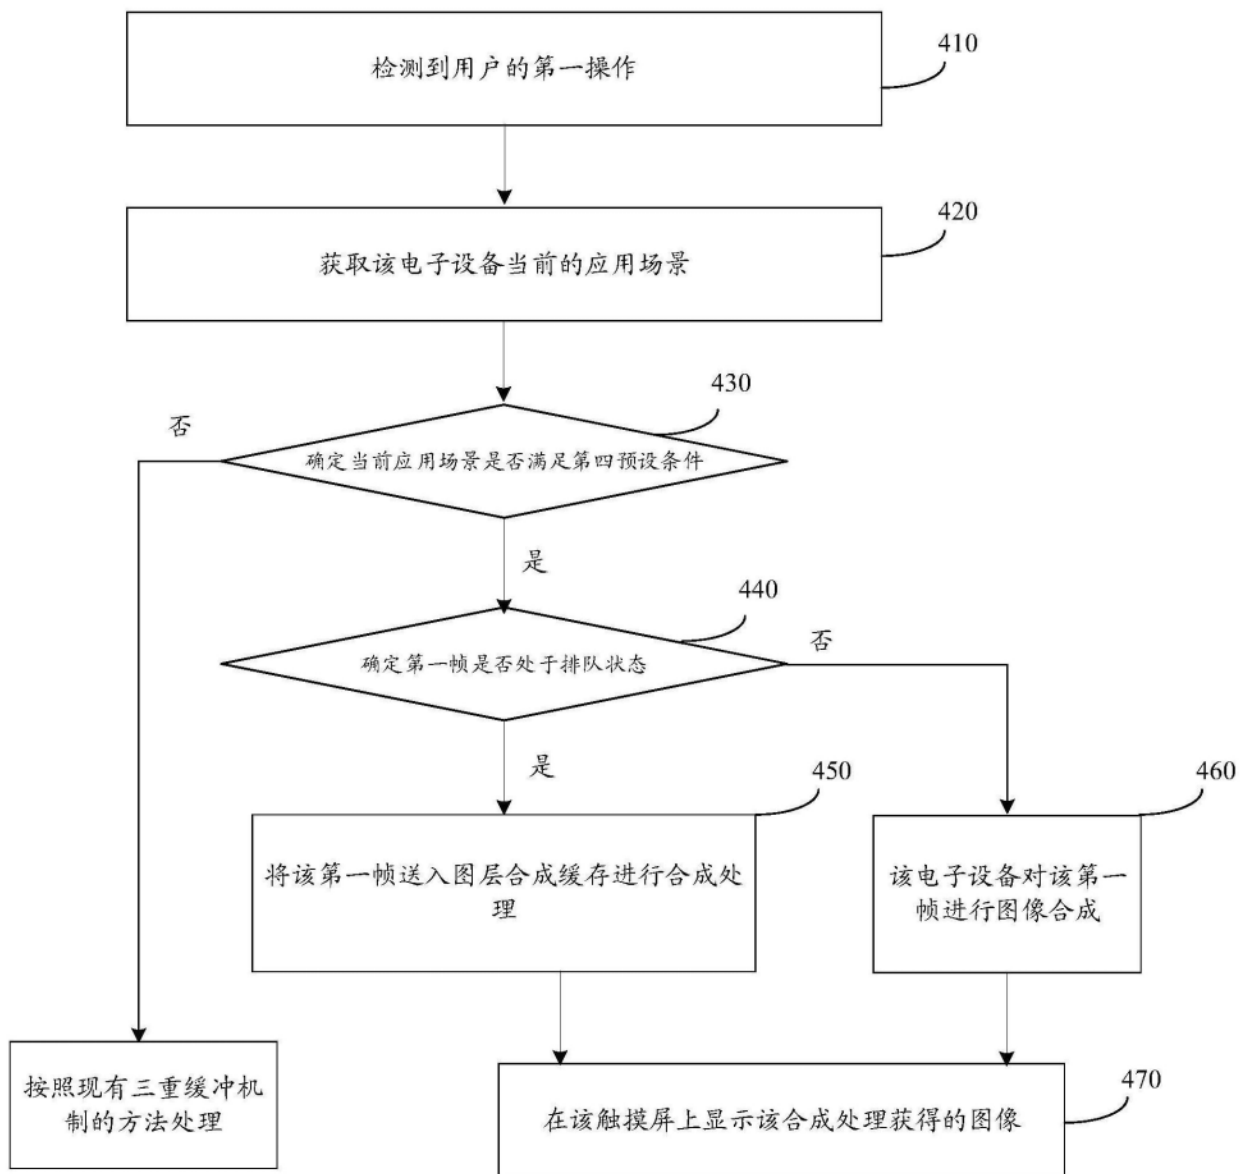 检测到用户的第一操作
410
获取该电子设备当前的应用场景
420
430
否
确定当前应用场景是否满足第四预设条件
是
440
确定第一帧是否处于排队状态
否
是
450
460
将该第一帧送入图层合成缓存进行合成处
理
该电子设备对该第一
帧进行图像合成
按照现有三重缓冲机
制的方法处理
在该触摸屏上显示该合成处理获得的图像
470